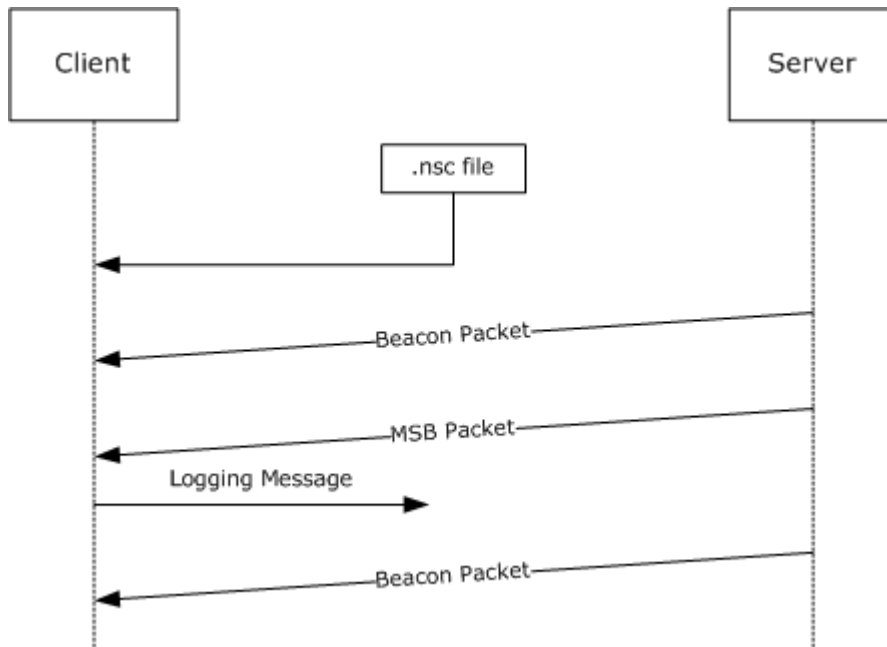 Client
Server
.nsc file
Beacon Packet
MSB Packet
Logging Message
Beacon Packet